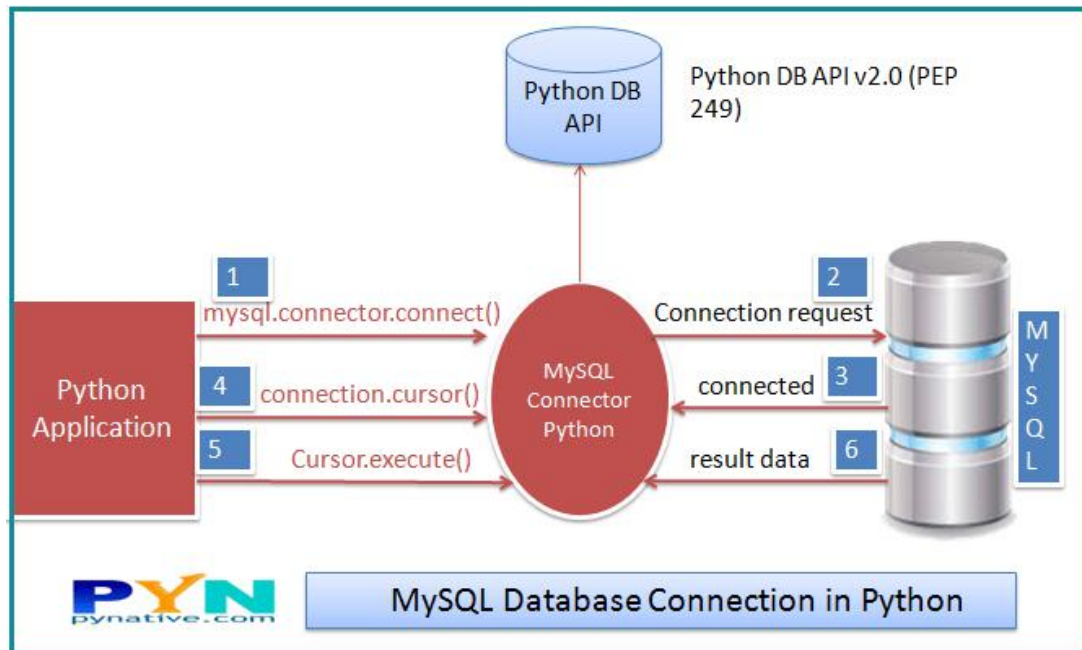 Python DB
API
Python DB API v2.0 (PEP
249)
1
mysql.connector.connect()
2
Connection request
Python
Application
4
connection.cursor()
MySQL
Connector
Python
connected
3
5
Cursor.execute()
result data
6
M
Y
S
Q
L
PYN
pynative.com
MySQL Database Connection in Python